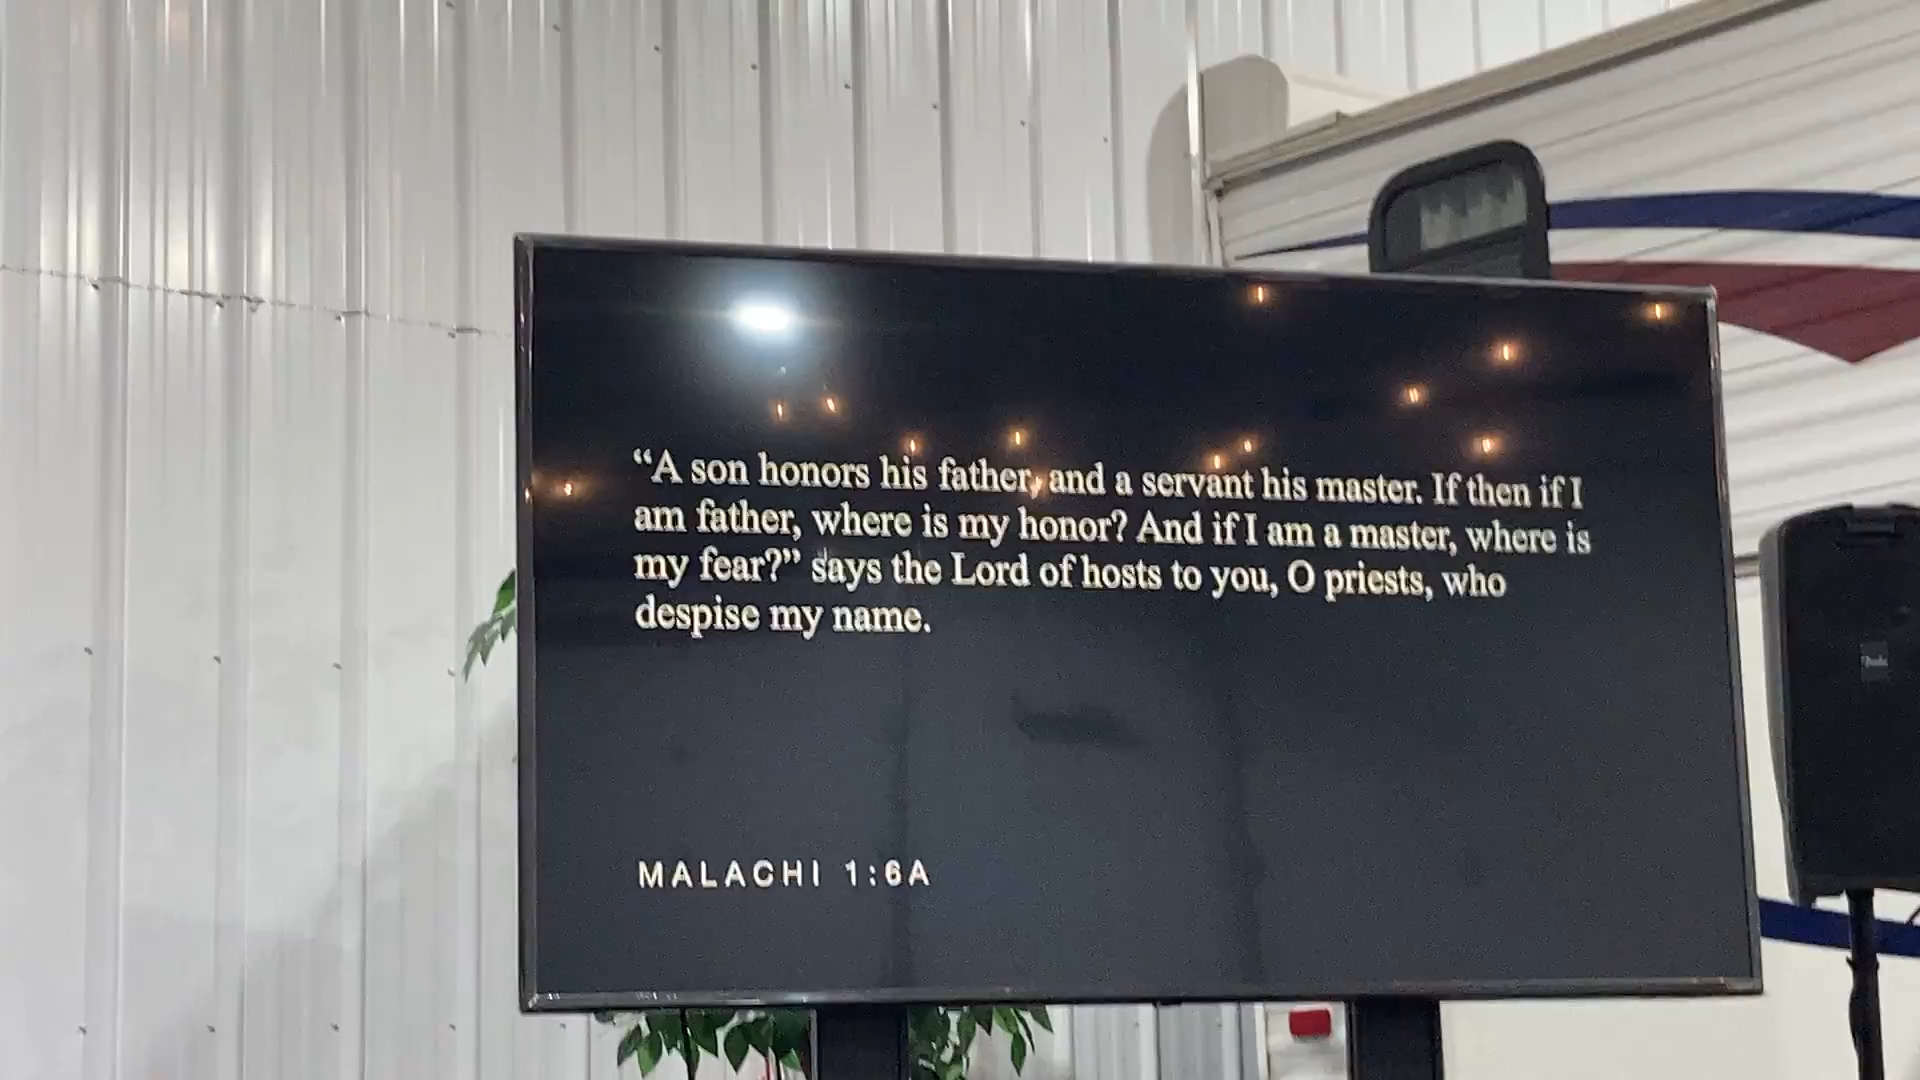 “A son honors his father, and a servant his master. If then if I
am father, where is my honor? And if I am a master, where is
my fear?” says the Lord of hosts to you, O priests, who
despise my name.
MALACHI 1:6A